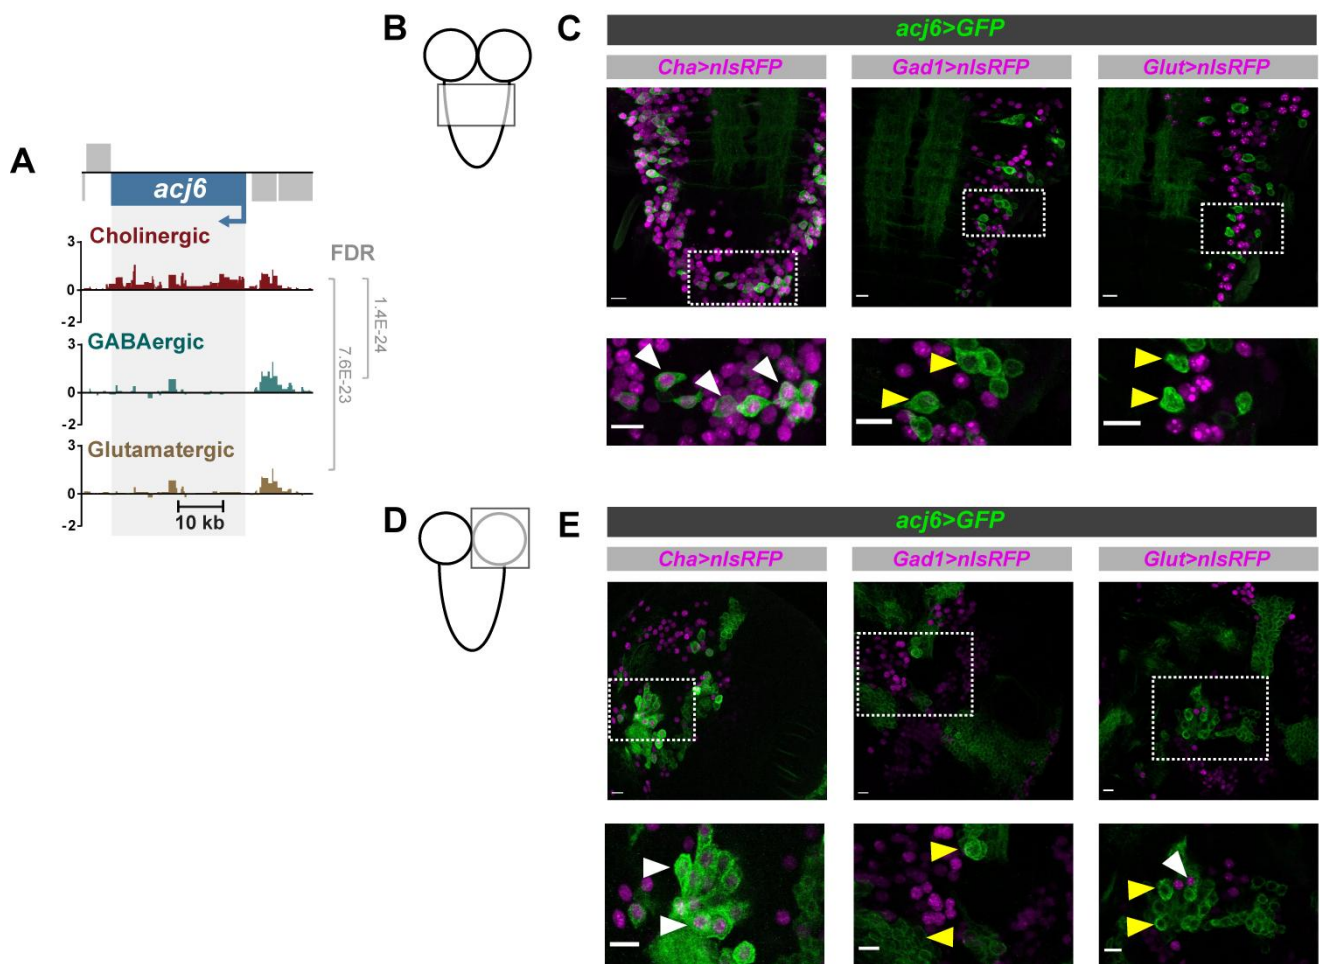 A
acj6
Cholinergic
3
0
-2
GABAergic
3
0
-2
Glutamatergic
3
0
-2
10 kb
FDR
1.4E-24
7.6E-23
B
C
acj6>GFP
Cha>nlsRFP
Gad1>nlsRFP
Glut>nlsRFP
D
E
acj6>GFP
Cha>nlsRFP
Gad1>nlsRFP
Glut>nlsRFP